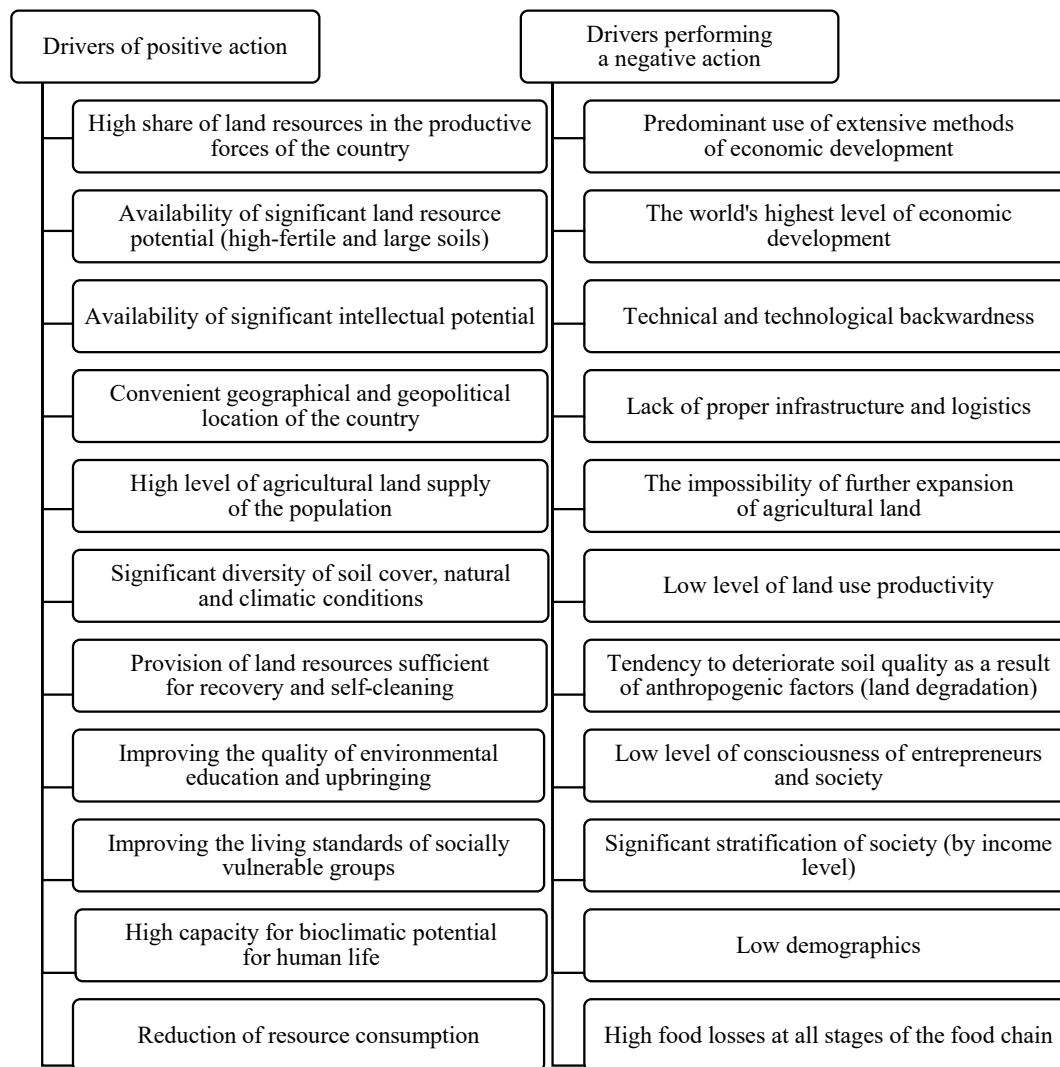 Drivers of positive action
High share of land resources in the productive
forces of the country
Availability of significant land resource
potential (high-fertile and large soils)
Availability of significant intellectual potential
Convenient geographical and geopolitical
location of the country
High level of agricultural land supply
of the population
Significant diversity of soil cover, natural
and climatic conditions
Provision of land resources sufficient
for recovery and self-cleaning
Improving the quality of environmental
education and upbringing
Improving the living standards of socially
vulnerable groups
High capacity for bioclimatic potential
for human life
Reduction of resource consumption
Drivers performing
a negative action
Predominant use of extensive methods
of economic development
The world's highest level of economic
development
Technical and technological backwardness
Lack of proper infrastructure and logistics
The impossibility of further expansion
of agricultural land
Low level of land use productivity
Tendency to deteriorate soil quality as a result
of anthropogenic factors (land degradation)
Low level of consciousness of entrepreneurs
and society
Significant stratification of society (by income
level)
Low demographics
High food losses at all stages of the food chain